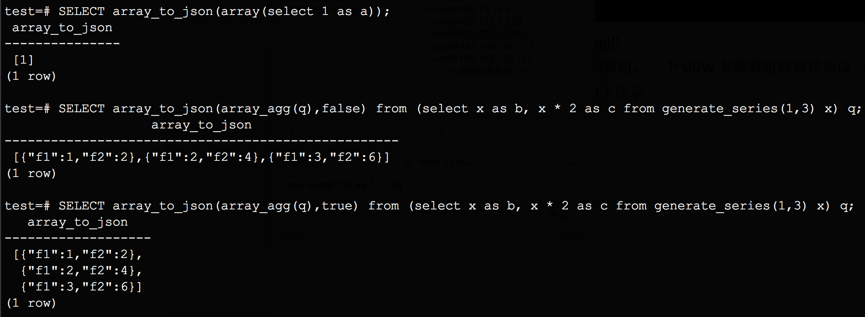 test=# SELECT array_to_json(array(select 1 as a));
 array_to_json
---------------
 [1]
(1 row)
test=# SELECT array_to_json(array_agg(q),false) from (select x as b, x * 2 as c from generate_series(1,3) x) q;
                   array_to_json
---------------------------------------------------
 [{"f1":1,"f2":2},{"f1":2,"f2":4},{"f1":3,"f2":6}]
(1 row)
test=# SELECT array_to_json(array_agg(q),true) from (select x as b, x * 2 as c from generate_series(1,3) x) q;
   array_to_json
-------------------
 [{"f1":1,"f2":2},
  {"f1":2,"f2":4},
  {"f1":3,"f2":6}]
(1 row)